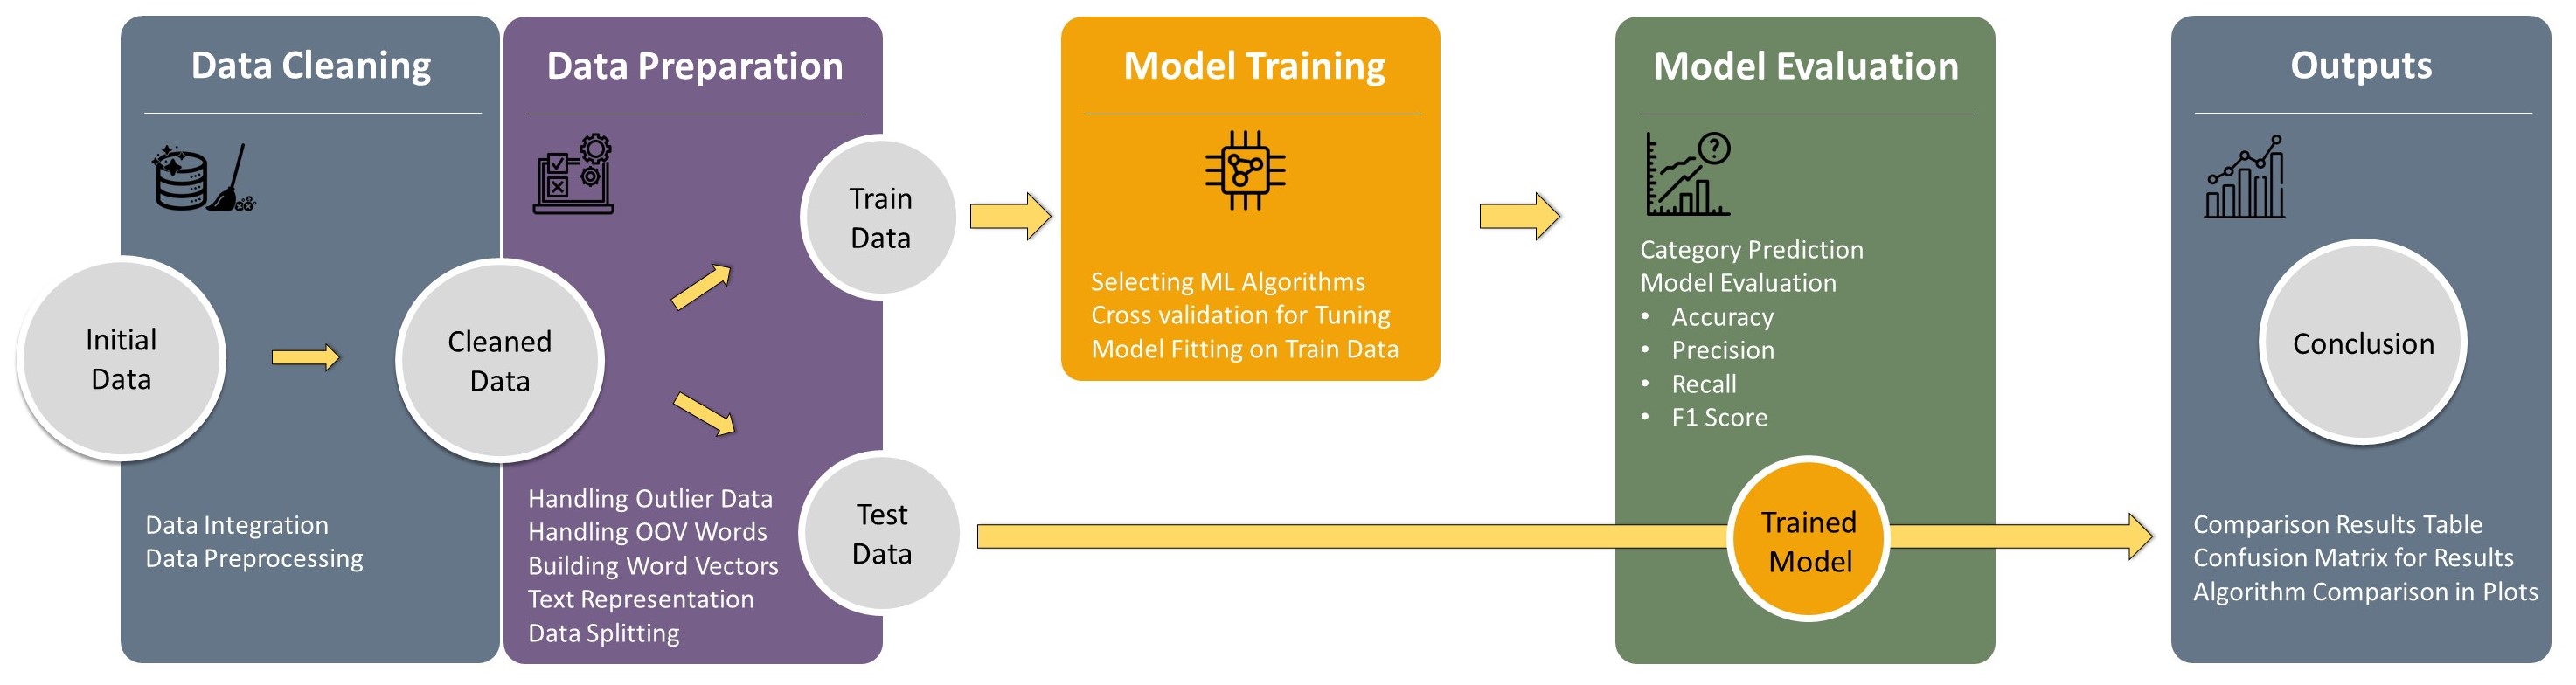 Data Cleaning
Initial
Data
Cleaned
Data
Data Integration
Data Preprocessing
Data Preparation
Train
Data
Test
Data
Handling Outlier Data
Handling OOV Words
Building Word Vectors
Text Representation
Data Splitting
Model Training
Selecting ML Algorithms
Cross validation for Tuning
Model Fitting on Train Data
Model Evaluation
?
Category Prediction
Model Evaluation
• Accuracy
• Precision
• Recall
• F1 Score
Trained
Model
Outputs
Conclusion
Comparison Results Table
Confusion Matrix for Results
Algorithm Comparison in Plots